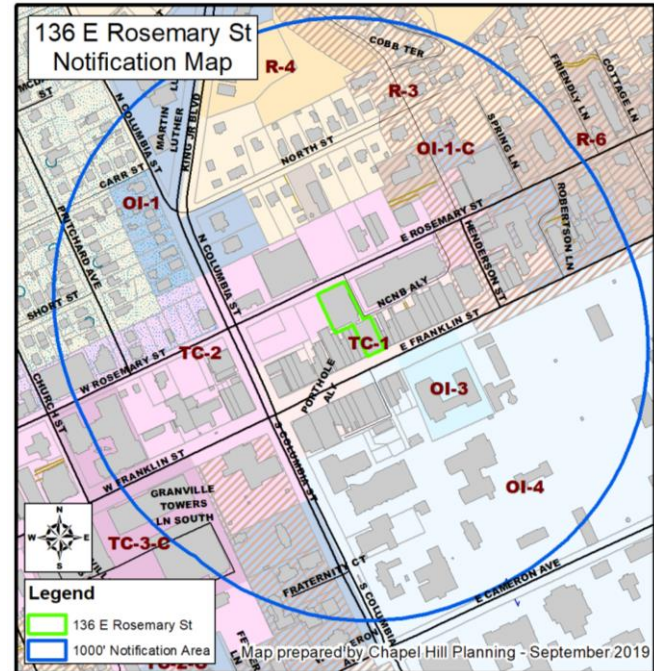 136 E Rosemary St
Notification Map
COBB TER
R-4
R-3
FRIENDLY LN
COTTAGE LN
ST
N COLUMBIA ST
MARTIN
LUTHER
KING JR BLVD
NORTH ST
SPRING LN
R-6
OI-1-C
CARR ST
OI-1
PRITCHARD AVE
N COLUMBIA ST
E ROSEMARY ST
HENDERSON ST
ROBERTSON LN
NCNB ALY
SHORT ST
TC-1
E FRANKLIN ST
W ROSEMARY ST
TC-2
PORTHOLE
ALY
OI-3
CHURCH ST
W FRANKLIN ST
S COLUMBIA ST
OI-4
GRANVILLE
TOWERS
LN SOUTH
N
W E
S
TC-3-C
FRATERNITY CT
E CAMERON AVE
S COLUMBIA
Legend
136 E Rosemary St
1000' Notification Area
LN
Map prepared by Chapel Hill Planning - September 2019